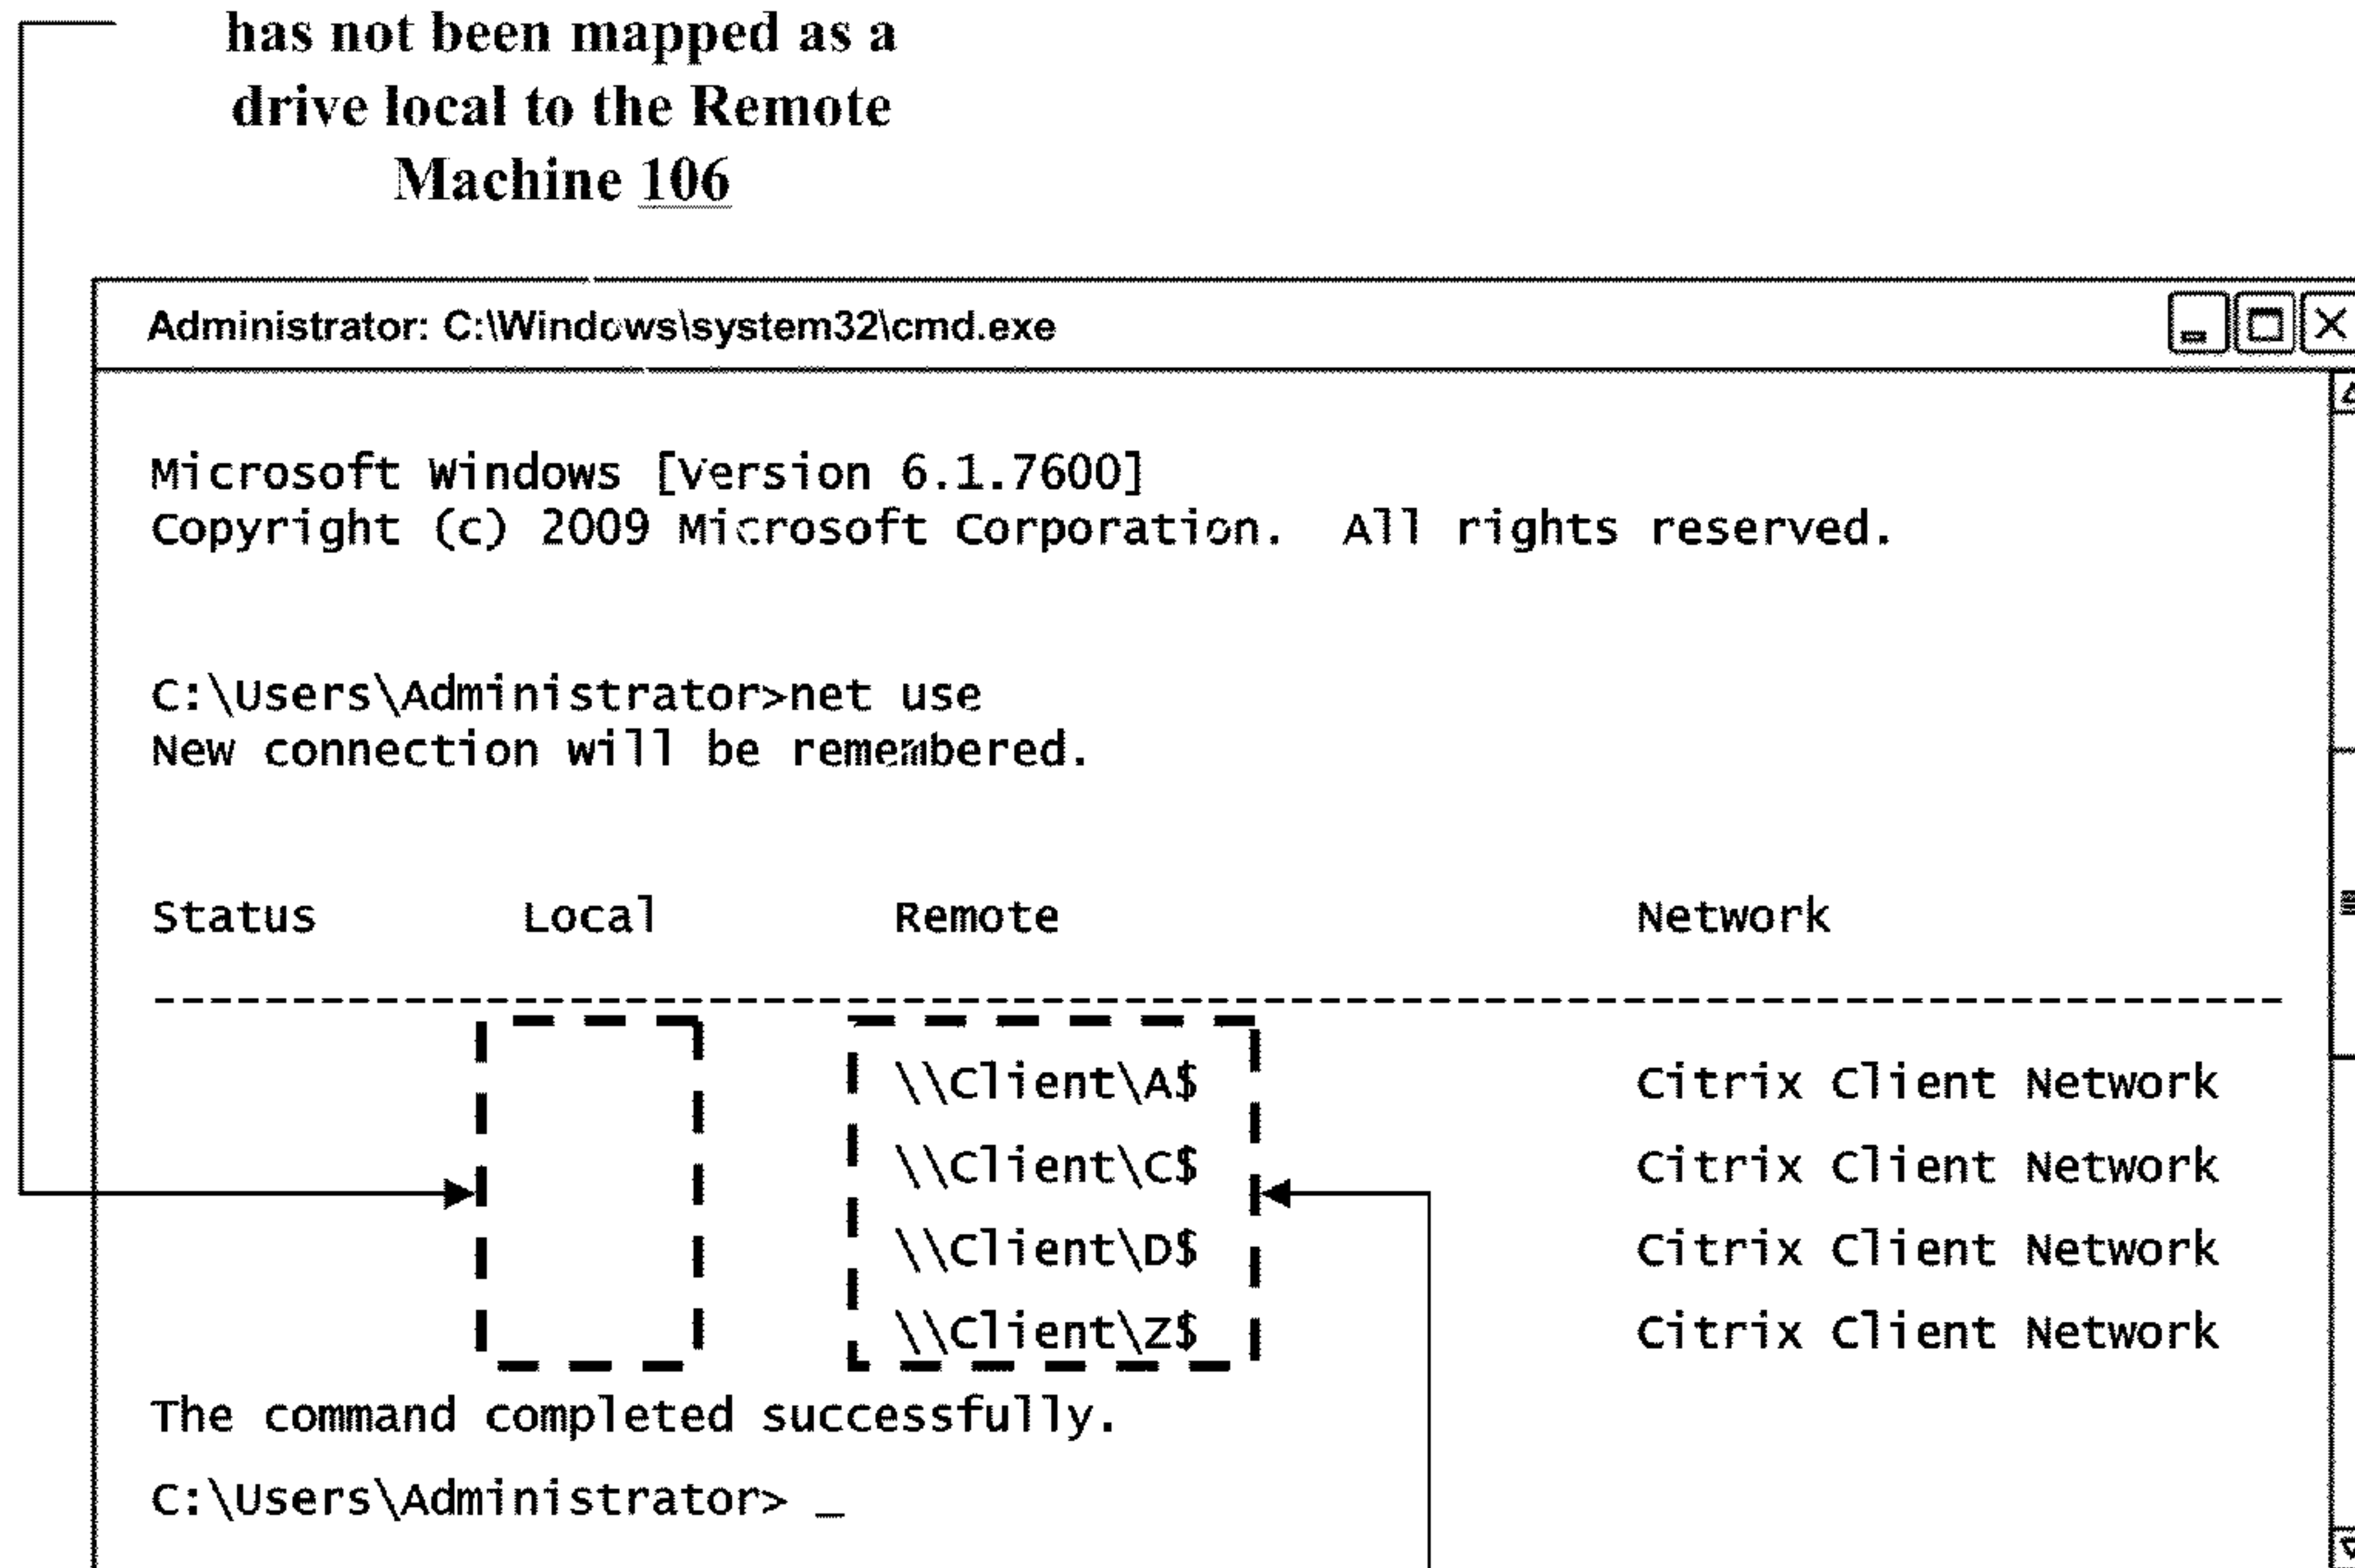 has not been mapped as a
drive local to the Remote
Machine 106
Administrator: C:\Windows\system32\cmd.exe
Microsoft Windows [Version 6.1.7600]
Copyright (c) 2009 Microsoft Corporation.  All rights reserved.
C:\Users\Administrator>net use
New connection will be remembered.
Status Local Remote Network
--------------------------------------------------------------------------------
\\Client\A$ Citrix Client Network
\\Client\C$ Citrix Client Network
\\Client\D$ Citrix Client Network
\\Client\Z$ Citrix Client Network
The command completed successfully.
C:\Users\Administrator> _